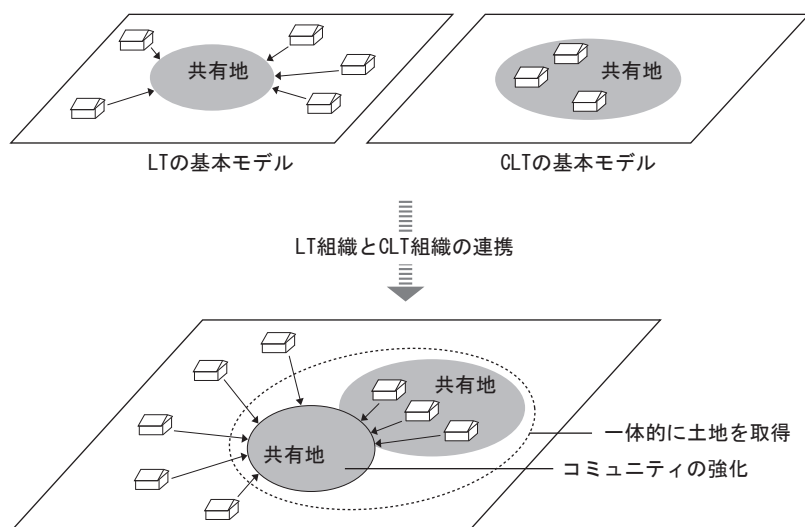 共有地
共有地
LTの基本モデル
CLTの基本モデル
LT組織とCLT組織の連携
共有地
共有地
一体的に土地を取得
コミュニティの強化